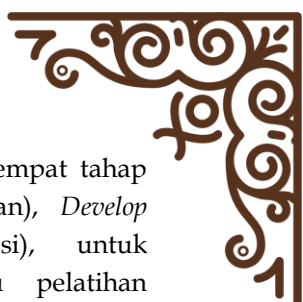 empat tahap
an), Develop
si), untuk
pelatihan